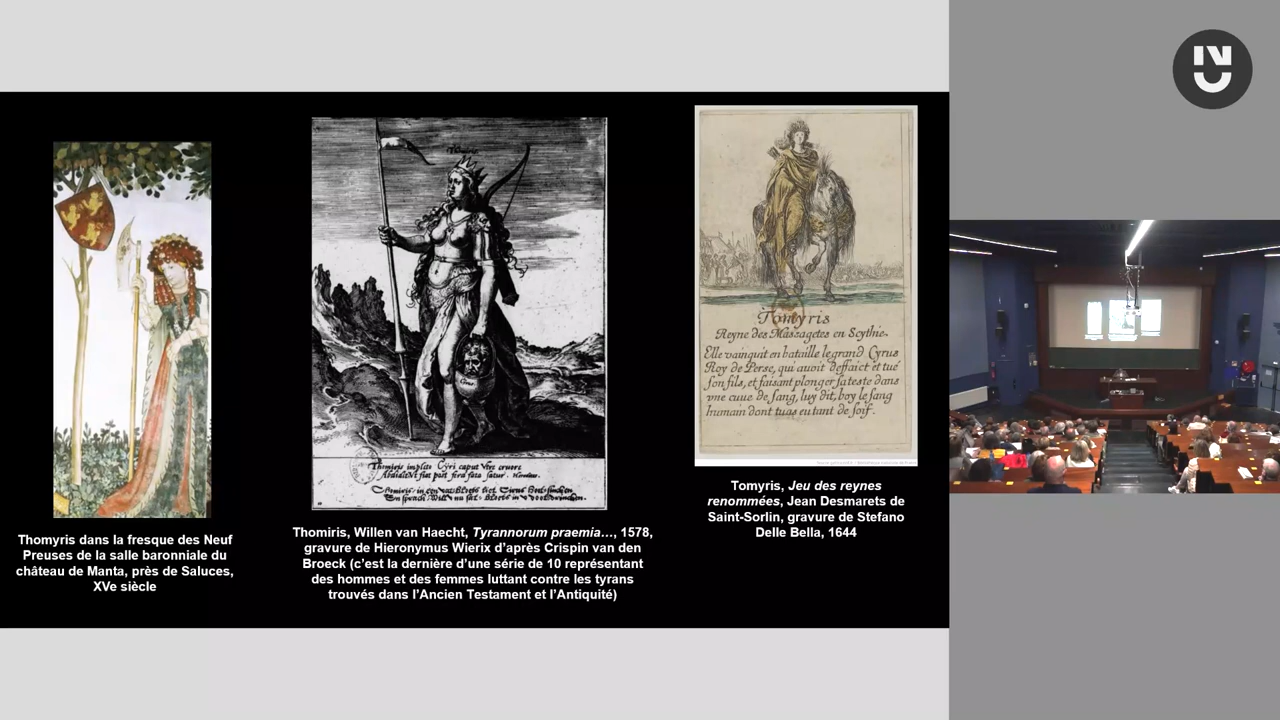 Thomyris dans la fresque des Neuf
Preuses de la salle baronniale du
château de Manta, près de Saluces,
XVe siècle
Thomiris implete Cyri caput
Thomiris, Willen van Haecht, Tyrannorum praemia…, 1578,
gravure de Hieronymus Wierix d’après Crispin van den
Broeck (c’est la dernière d’une série de 10 représentant
des hommes et des femmes luttant contre les tyrans
trouvés dans l’Ancien Testament et l’Antiquité)
Tomyris
Reyne des Massagetes en Scythie.
Elle vainquit en bataille le grand Cyrus
Roy de Perse, qui auoit deffaict et tué
son fils, et faisant plonger sa teste dans
vne cuue de sang, luy dit, boy le sang
humain dont tu as eu tant de soif.
Tomyris, Jeu des reynes
renommées, Jean Desmarets de
Saint-Sorlin, gravure de Stefano
Delle Bella, 1644